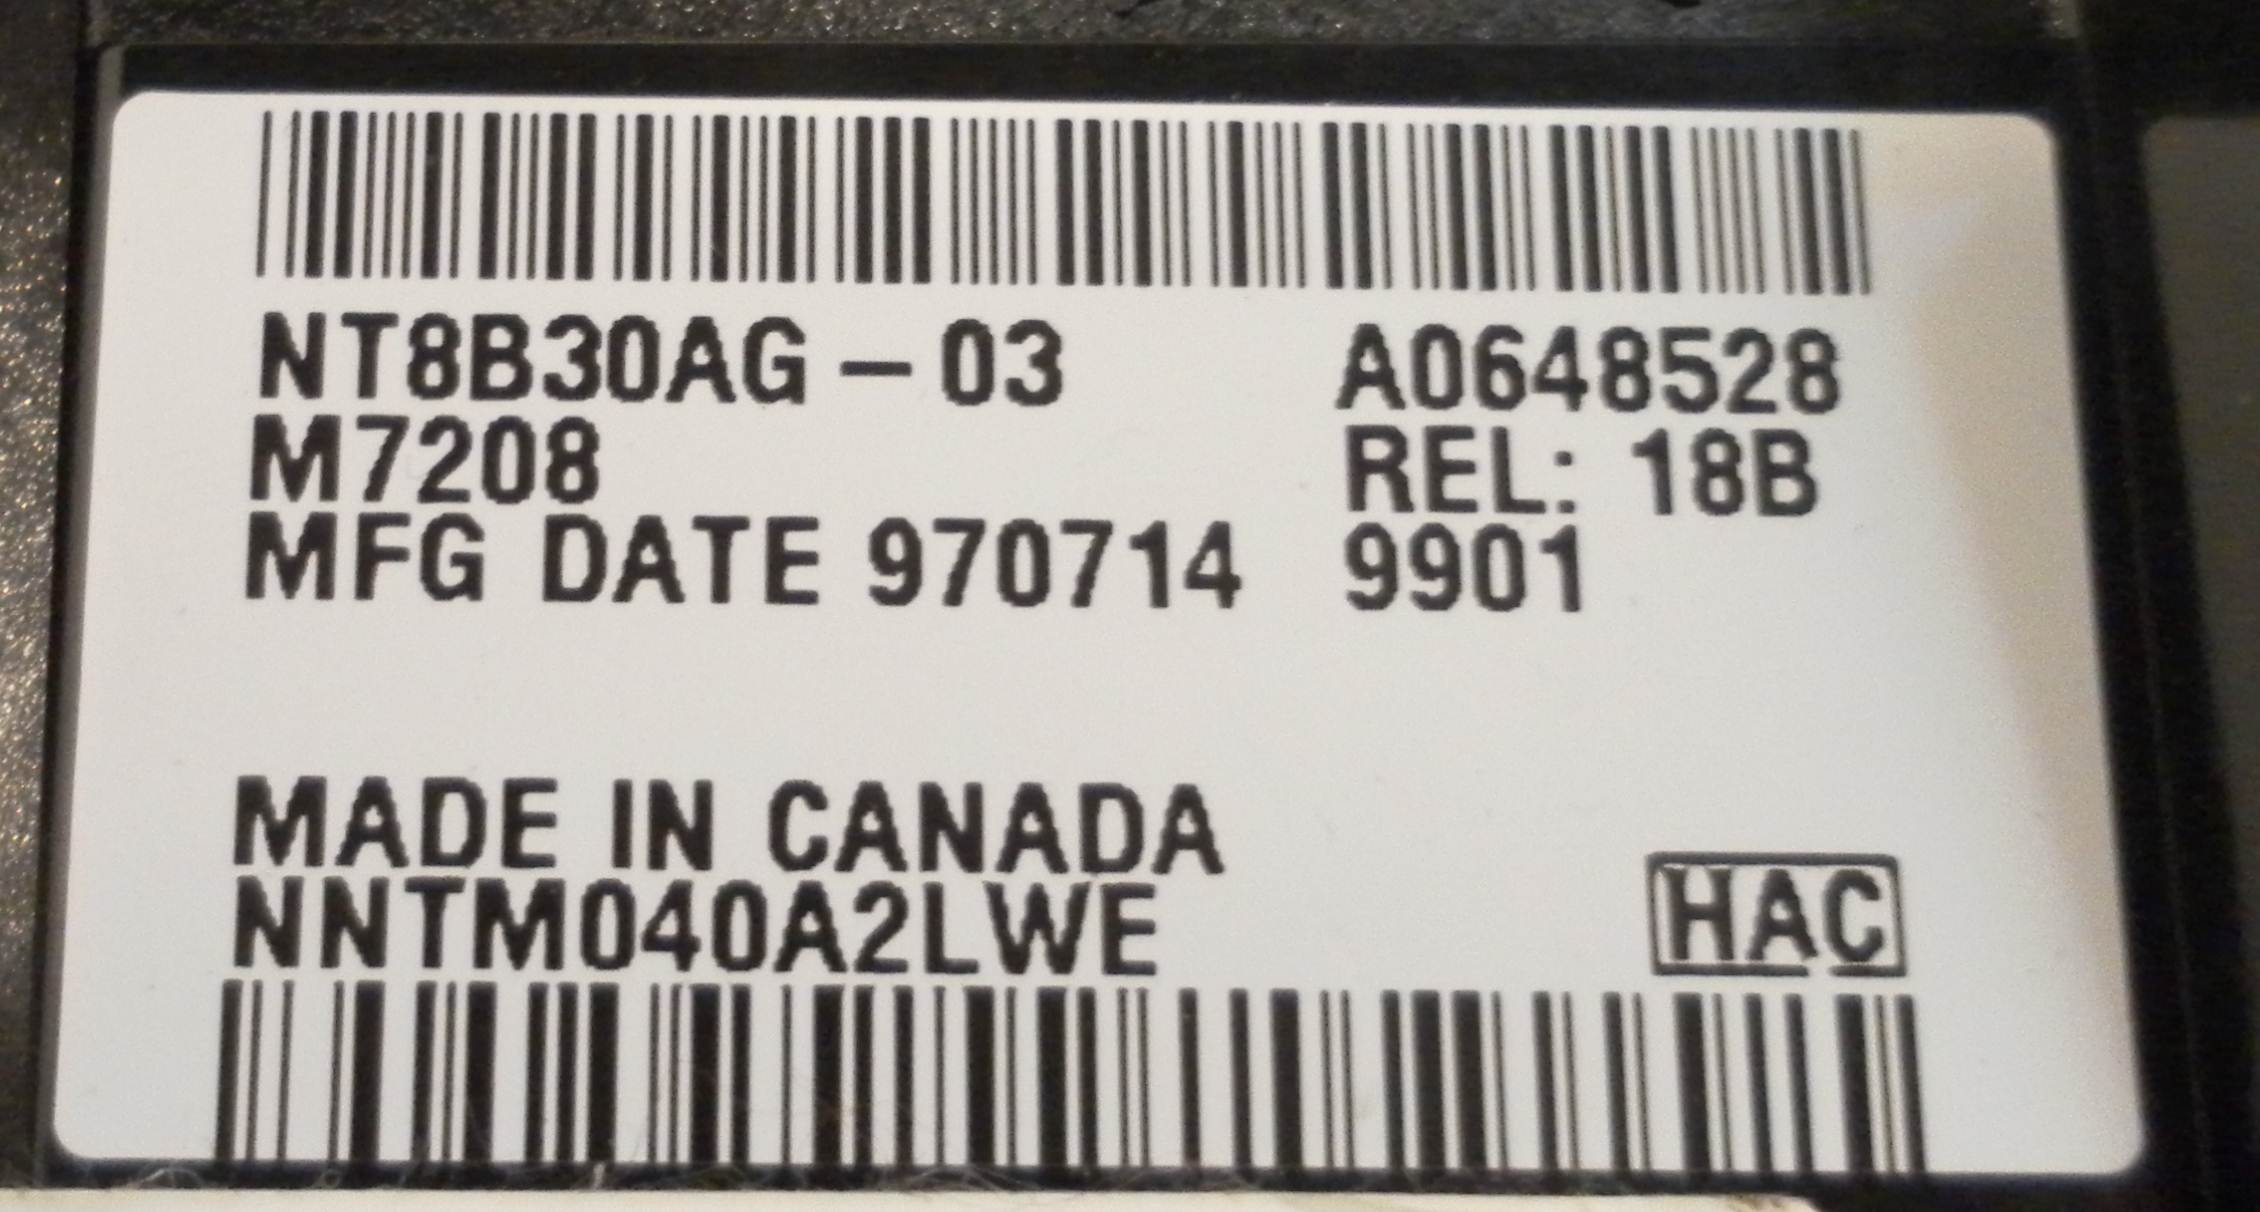 NT8B30AG-03 A0648528
M7208 REL: 18B
MFG DATE 970714 9901
MADE IN CANADA
NNTM040A2LWE
HAC